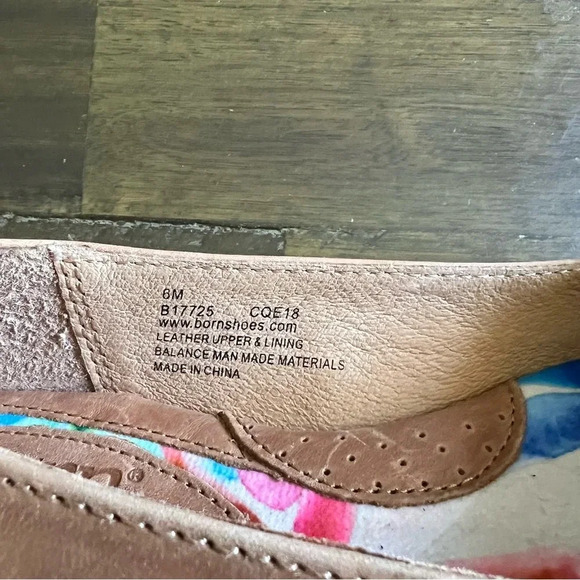 6M
B17725 CQE18
www.bornshoes.com
LEATHER UPPER & LINING
BALANCE MAN MADE MATERIALS
MADE IN CHINA
®